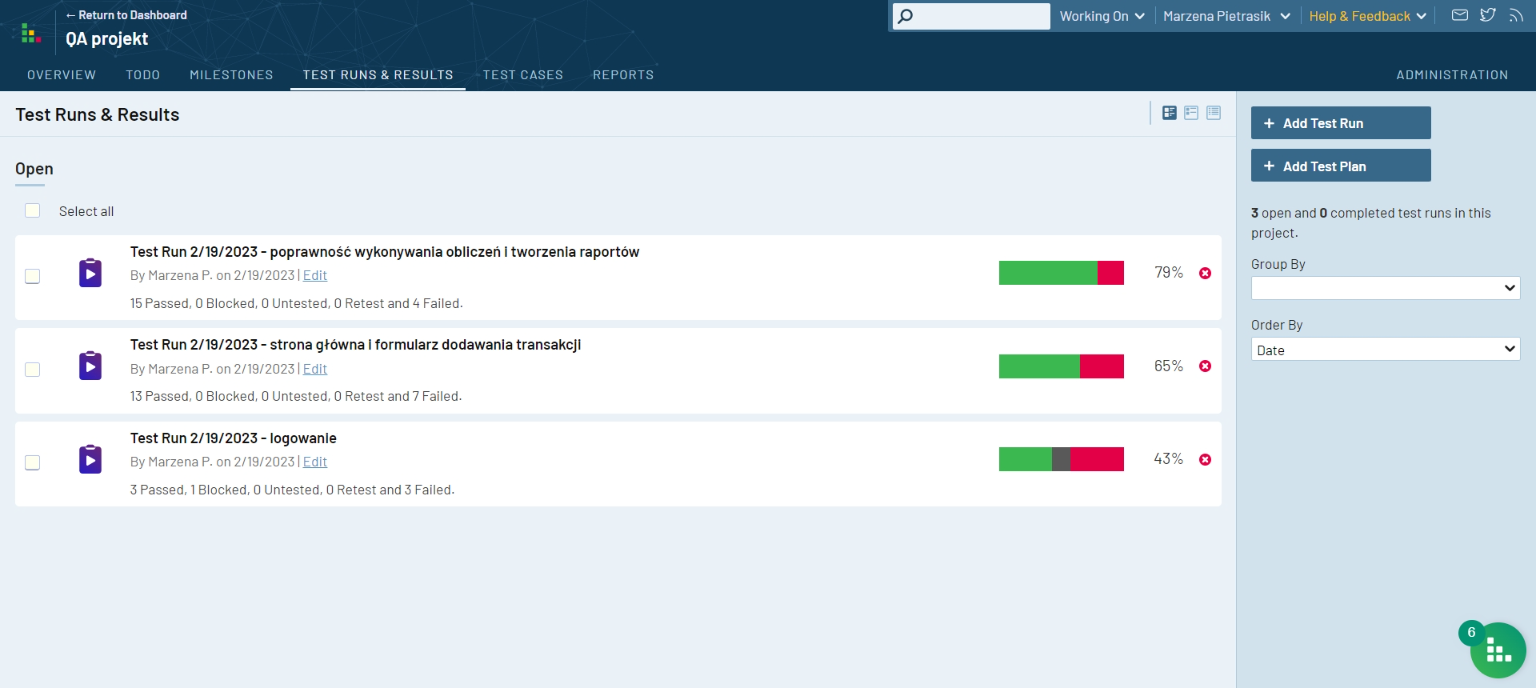 ← Return to Dashboard
QA projekt
Working On
Marzena Pietrasik
Help & Feedback
OVERVIEW
TODO
MILESTONES
TEST RUNS & RESULTS
TEST CASES
REPORTS
ADMINISTRATION
Test Runs & Results
Open
Select all
Test Run 2/19/2023 - poprawność wykonywania obliczeń i tworzenia raportów
By Marzena P. on 2/19/2023 | Edit
15 Passed, 0 Blocked, 0 Untested, 0 Retest and 4 Failed.
79%
Test Run 2/19/2023 - strona główna i formularz dodawania transakcji
By Marzena P. on 2/19/2023 | Edit
13 Passed, 0 Blocked, 0 Untested, 0 Retest and 7 Failed.
65%
Test Run 2/19/2023 - logowanie
By Marzena P. on 2/19/2023 | Edit
3 Passed, 1 Blocked, 0 Untested, 0 Retest and 3 Failed.
43%
+ Add Test Run
+ Add Test Plan
3 open and 0 completed test runs in this
project.
Group By
Order By
Date
6